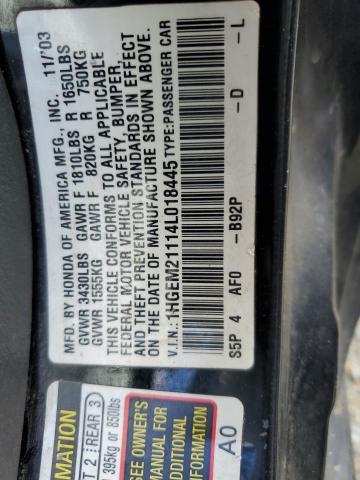 MFD. BY HONDA OF AMERICA MFG., INC. 11/'03
GVWR 3430LBS GAWR F 1810LBS R 1650LBS
GVWR 1555KG GAWR F 820KG R 750KG
THIS VEHICLE CONFORMS TO ALL APPLICABLE
FEDERAL MOTOR VEHICLE SAFETY, BUMPER,
AND THEFT PREVENTION STANDARDS IN EFFECT
ON THE DATE OF MANUFACTURE SHOWN ABOVE.
V.I.N.:1HGEM21114L018445 TYPE:PASSENGER CAR
S5P 4 AF0 -B92P -D -L
MATION
T 2 REAR 3
395kg or 850lbs
SEE OWNER'S
MANUAL FOR
ADDITIONAL
INFORMATION
A0